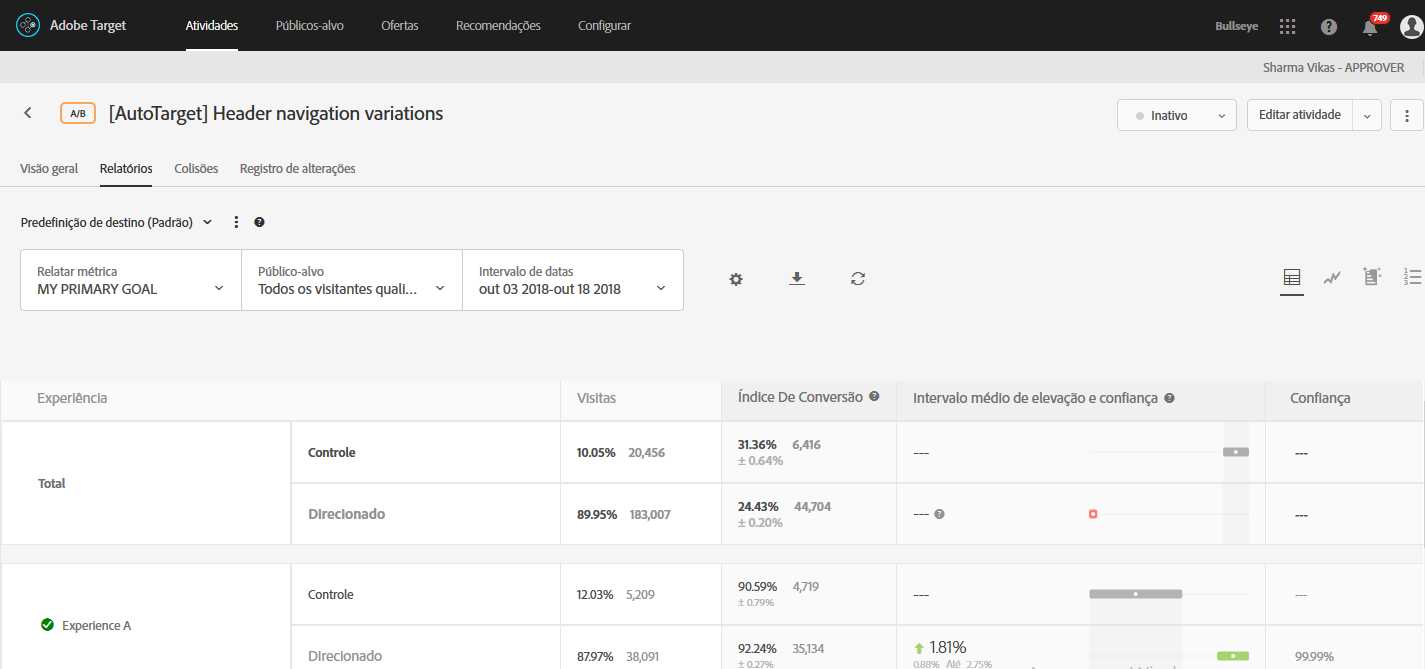 Adobe Target Atividades Públicos-alvo Ofertas Recomendações Configurar Bullseye 749
Sharma Vikas - APPROVER
A/B [AutoTarget] Header navigation variations Inativo Editar atividade
Visão geral Relatórios Colisões Registro de alterações
Predefinição de destino (Padrão)
Relatar métrica Público-alvo Intervalo de datas
MY PRIMARY GOAL Todos os visitantes quali... out 03 2018-out 18 2018
Experiência Visitas Índice De Conversão Intervalo médio de elevação e confiança Confiança
Total
Controle 10.05% 20,456 31.36% 6,416 --- ---
± 0.64%
Direcionado 89.95% 183,007 24.43% 44,704 --- ---
± 0.20%
Experience A
Controle 12.03% 5,209 90.59% 4,719 --- ---
± 0.79%
Direcionado 87.97% 38,091 92.24% 35,134 1.81% 99.99%
± 0.27% 0.88% Até 2.75%